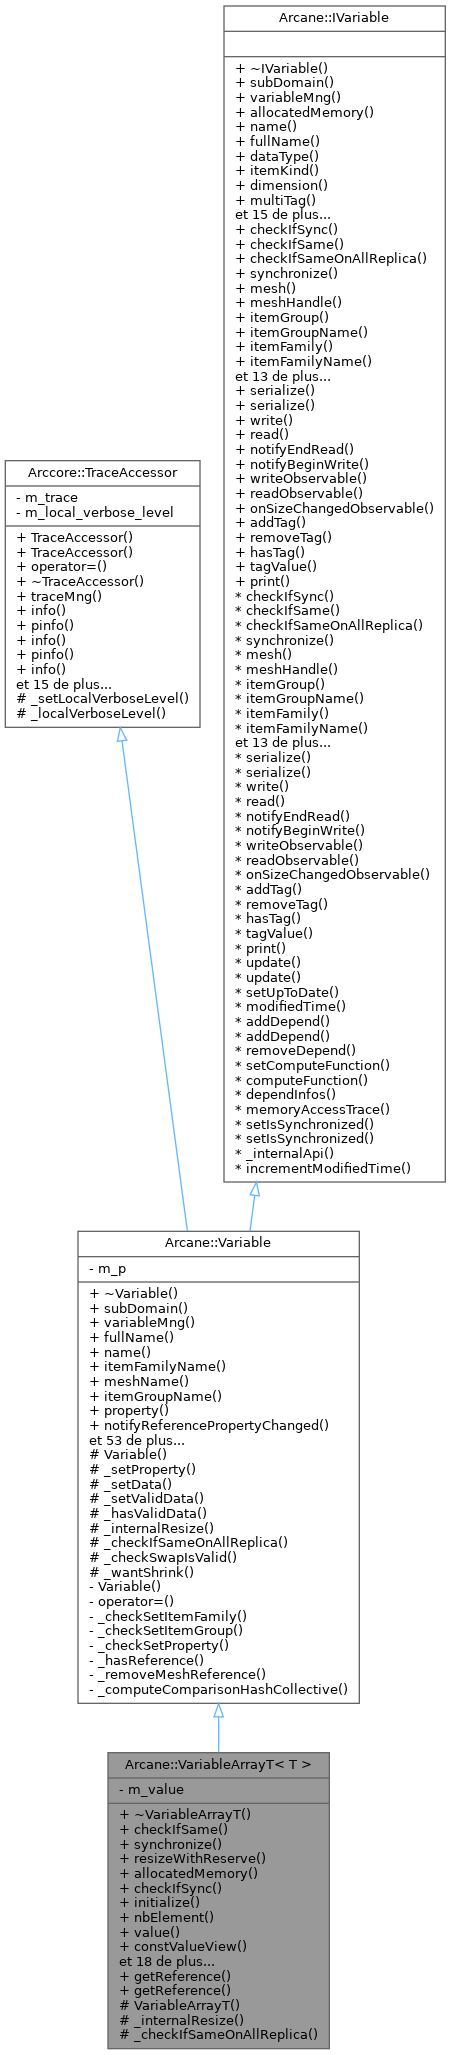 Arcane::IVariable
+ ~IVariable()
+ subDomain()
+ variableMng()
+ allocatedMemory()
+ name()
+ fullName()
+ dataType()
+ itemKind()
+ dimension()
+ multiTag()
et 15 de plus...
+ checkIfSync()
+ checkIfSame()
+ checkIfSameOnAllReplica()
+ synchronize()
+ mesh()
+ meshHandle()
+ itemGroup()
+ itemGroupName()
+ itemFamily()
+ itemFamilyName()
et 13 de plus...
+ serialize()
+ serialize()
+ write()
+ read()
+ notifyEndRead()
+ notifyBeginWrite()
+ writeObservable()
+ readObservable()
+ onSizeChangedObservable()
+ addTag()
+ removeTag()
+ hasTag()
+ tagValue()
+ print()
* checkIfSync()
* checkIfSame()
* checkIfSameOnAllReplica()
* synchronize()
* mesh()
* meshHandle()
* itemGroup()
* itemGroupName()
* itemFamily()
* itemFamilyName()
et 13 de plus...
* serialize()
* serialize()
* write()
* read()
* notifyEndRead()
* notifyBeginWrite()
* writeObservable()
* readObservable()
* onSizeChangedObservable()
* addTag()
* removeTag()
* hasTag()
* tagValue()
* print()
* update()
* update()
* setUpToDate()
* modifiedTime()
* addDepend()
* addDepend()
* removeDepend()
* setComputeFunction()
* computeFunction()
* dependInfos()
* memoryAccessTrace()
* setIsSynchronized()
* setIsSynchronized()
* _internalApi()
* incrementModifiedTime()
Arccore::TraceAccessor
- m_trace
- m_local_verbose_level
+ TraceAccessor()
+ TraceAccessor()
+ operator=()
+ ~TraceAccessor()
+ traceMng()
+ info()
+ pinfo()
+ info()
+ pinfo()
+ info()
et 15 de plus...
# _setLocalVerboseLevel()
# _localVerboseLevel()
Arcane::Variable
- m_p
+ ~Variable()
+ subDomain()
+ variableMng()
+ fullName()
+ name()
+ itemFamilyName()
+ meshName()
+ itemGroupName()
+ property()
+ notifyReferencePropertyChanged()
et 53 de plus...
# Variable()
# _setProperty()
# _setData()
# _setValidData()
# _hasValidData()
# _internalResize()
# _checkIfSameOnAllReplica()
# _checkSwapIsValid()
# _wantShrink()
- Variable()
- operator=()
- _checkSetItemFamily()
- _checkSetItemGroup()
- _checkSetProperty()
- _hasReference()
- _removeMeshReference()
- _computeComparisonHashCollective()
Arcane::VariableArrayT< T >
- m_value
+ ~VariableArrayT()
+ checkIfSame()
+ synchronize()
+ resizeWithReserve()
+ allocatedMemory()
+ checkIfSync()
+ initialize()
+ nbElement()
+ value()
+ constValueView()
et 18 de plus...
+ getReference()
+ getReference()
# VariableArrayT()
# _internalResize()
# _checkIfSameOnAllReplica()